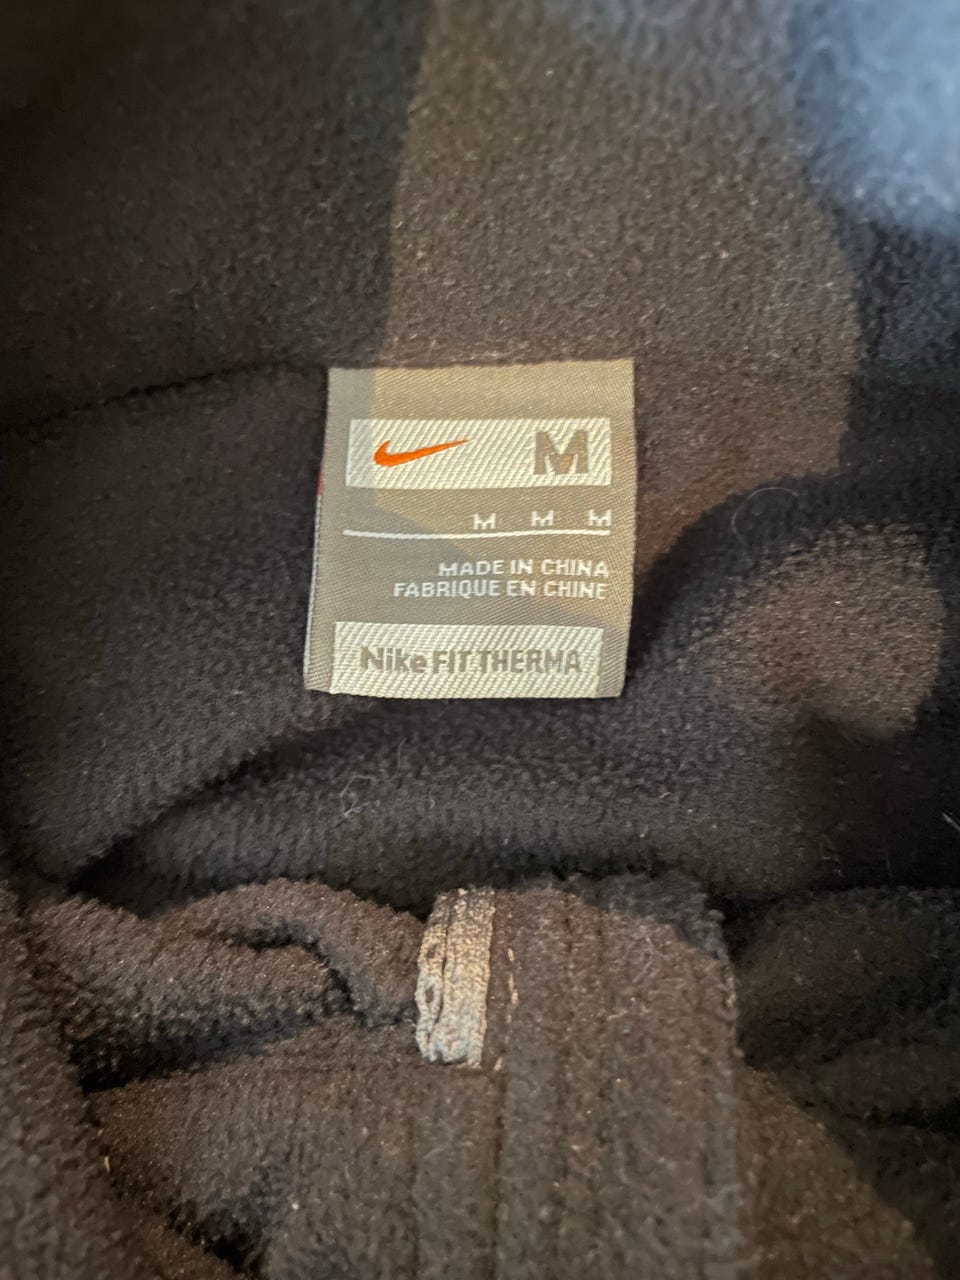 M
M M M
MADE IN CHINA
FABRIQUE EN CHINE
Nike FIT THERMA